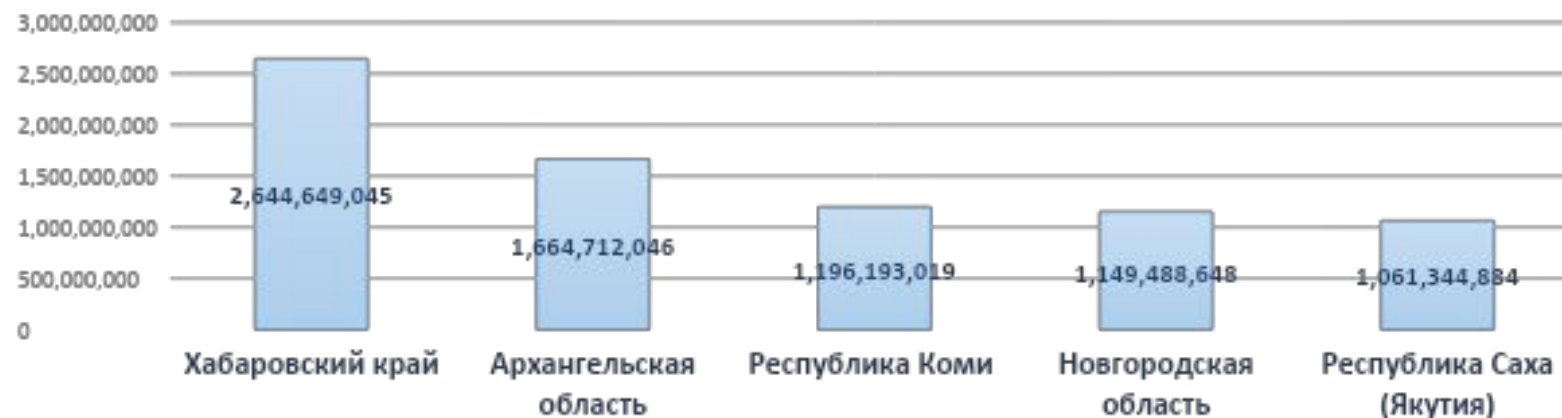 3,000,000,000
2,500,000,000
2,000,000,000
1,500,000,000
1,000,000,000
500,000,000
0
2,644,649,045
1,664,712,046
1,196,193,019
1,149,488,648
1,061,344,884
Хабаровский край
Архангельская
область
Республика Коми
Новгородская
область
Республика Саха
(Якутия)